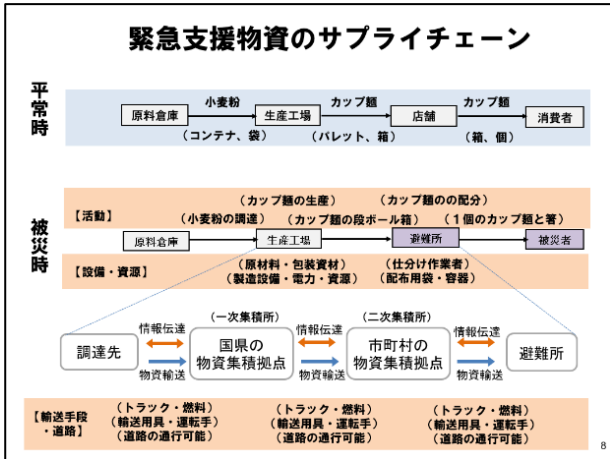 緊急支援物資のサプライチェーン
平常時
小麦粉 カップ麺 カップ麺
原料倉庫 生産工場 店舗 消費者
(コンテナ、袋) (パレット、箱) (箱、個)
被災時
(カップ麺の生産) (カップ麺のの配分)
【活動】
(小麦粉の調達) (カップ麺の段ボール箱) (1個のカップ麺と箸)
原料倉庫 生産工場 避難所 被災者
【設備・資源】
(原材料・包装資材) (仕分け作業者)
(製造設備・電力・資源) (配布用袋・容器)
(一次集積所) (二次集積所)
情報伝達 情報伝達 情報伝達
調達先 国県の物資集積拠点 市町村の物資集積拠点 避難所
物資輸送 物資輸送 物資輸送
【輸送手段・道路】
(トラック・燃料) (トラック・燃料) (トラック・燃料)
(輸送用具・運転手) (輸送用具・運転手) (輸送用具・運転手)
(道路の通行可能) (道路の通行可能) (道路の通行可能)
8